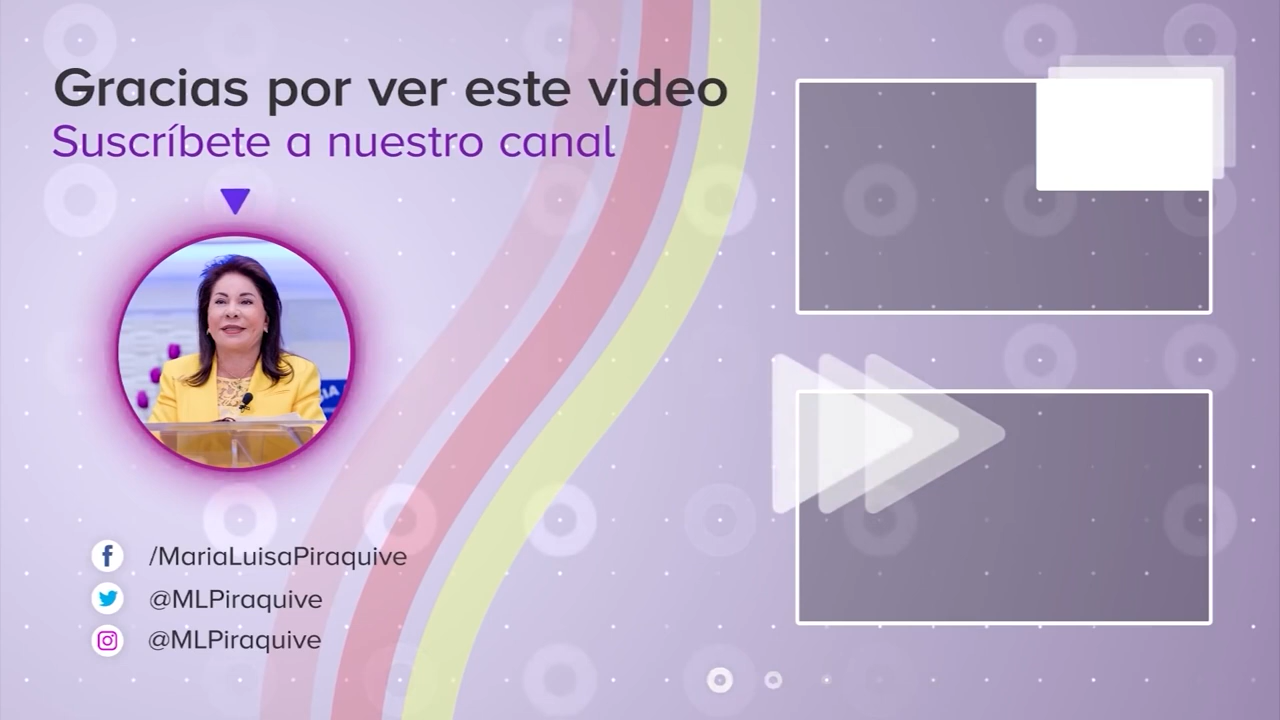 Gracias por ver este video
Suscríbete a nuestro canal
/MariaLuisaPiraquive
@MLPiraquive
@MLPiraquive